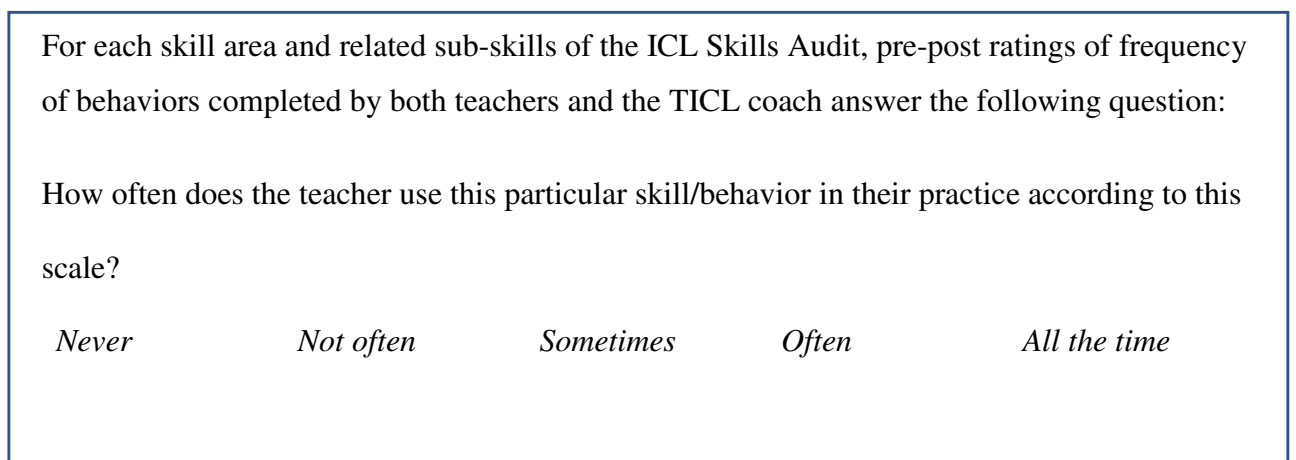 For each skill area and related sub-skills of the ICL Skills Audit, pre-post ratings of frequency
of behaviors completed by both teachers and the TICL coach answer the following question:
How often does the teacher use this particular skill/behavior in their practice according to this
scale?
Never Not often Sometimes Often All the time